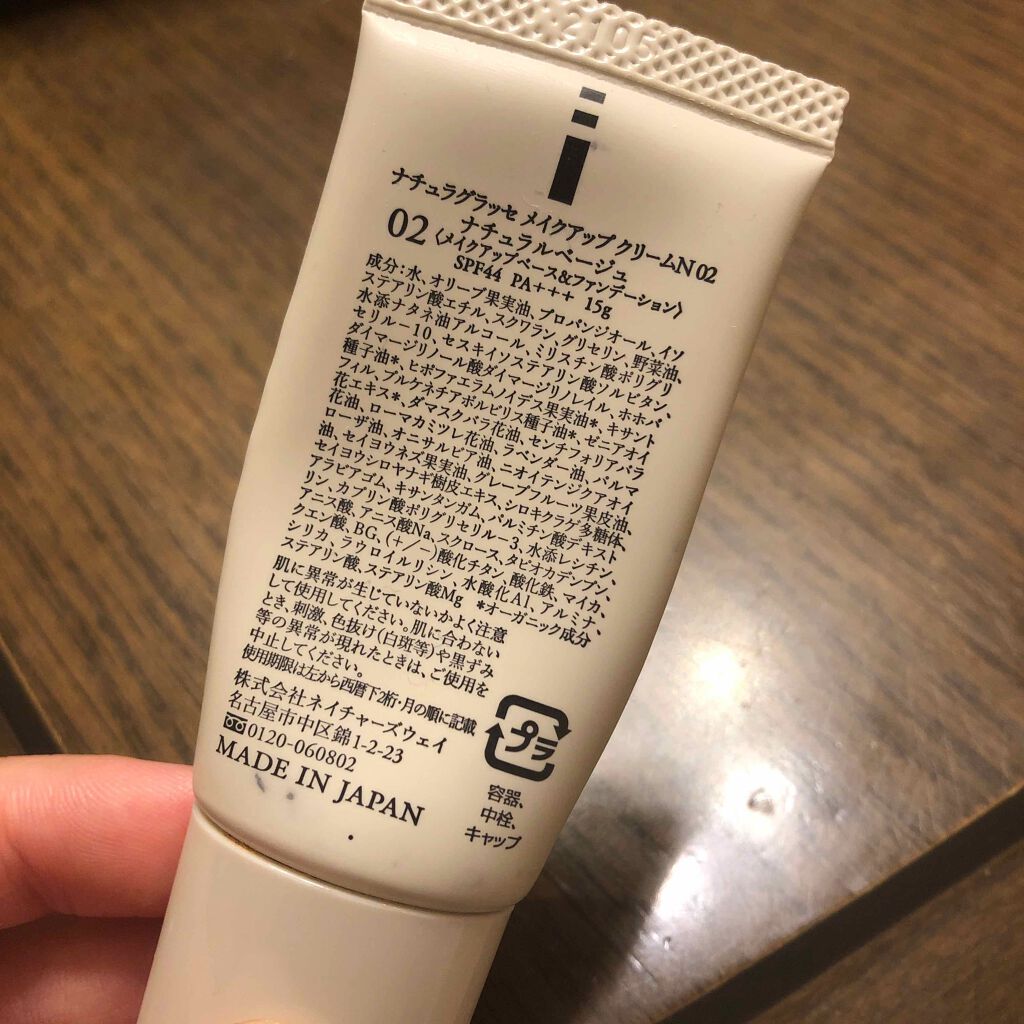 2105
ナチュラグラッセ メイクアップ クリームN 02
02 ナチュラルベージュ
〈メイクアップベース&ファンデーション〉
SPF44 PA+++ 15g
成分:水、オリーブ果実油、プロパンジオール、イソ
ステアリン酸エチル、スクワラン、グリセリン、野菜油、
水添ナタネ油アルコール、ミリスチン酸ポリグリ
セリル-10、セスキイソステアリン酸ソルビタン、
ダイマージリノール酸ダイマージリノレイル、ホホバ
種子油*、ヒポファエラムノイデス果実油*、キサント
フィル、プルケネチアボルビリス種子油*、ゼニアオイ
花エキス*、ダマスクバラ花油、センチフォリアバラ
花油、ローマカミツレ花油、ラベンダー油、パルマ
ローザ油、オニサルビア油、ニオイテンジクアオイ
油、セイヨウネズ果実油、グレープフルーツ果皮油、
セイヨウシロヤナギ樹皮エキス、シロキクラゲ多糖体、
アラビアゴム、キサンタンガム、パルミチン酸デキスト
リン、カプリン酸ポリグリセリル-3、水添レシチン、
アニス酸、アニス酸Na、スクロース、タピオカデンプン、
クエン酸、BG、(+/-)酸化チタン、酸化鉄、マイカ、
シリカ、ラウロイルリシン、水酸化Al、アルミナ、
ステアリン酸、ステアリン酸Mg *オーガニック成分
肌に異常が生じていないかよく注意
して使用してください。肌に合わない
とき、刺激、色抜け(白斑等)や黒ずみ
等の異常が現れたときは、ご使用を
中止してください。
使用期限は左から西暦下2桁・月の順に記載
株式会社ネイチャーズウェイ
名古屋市中区錦1-2-23
0120-060802
MADE IN JAPAN
プラ
容器、
中栓、
キャップ